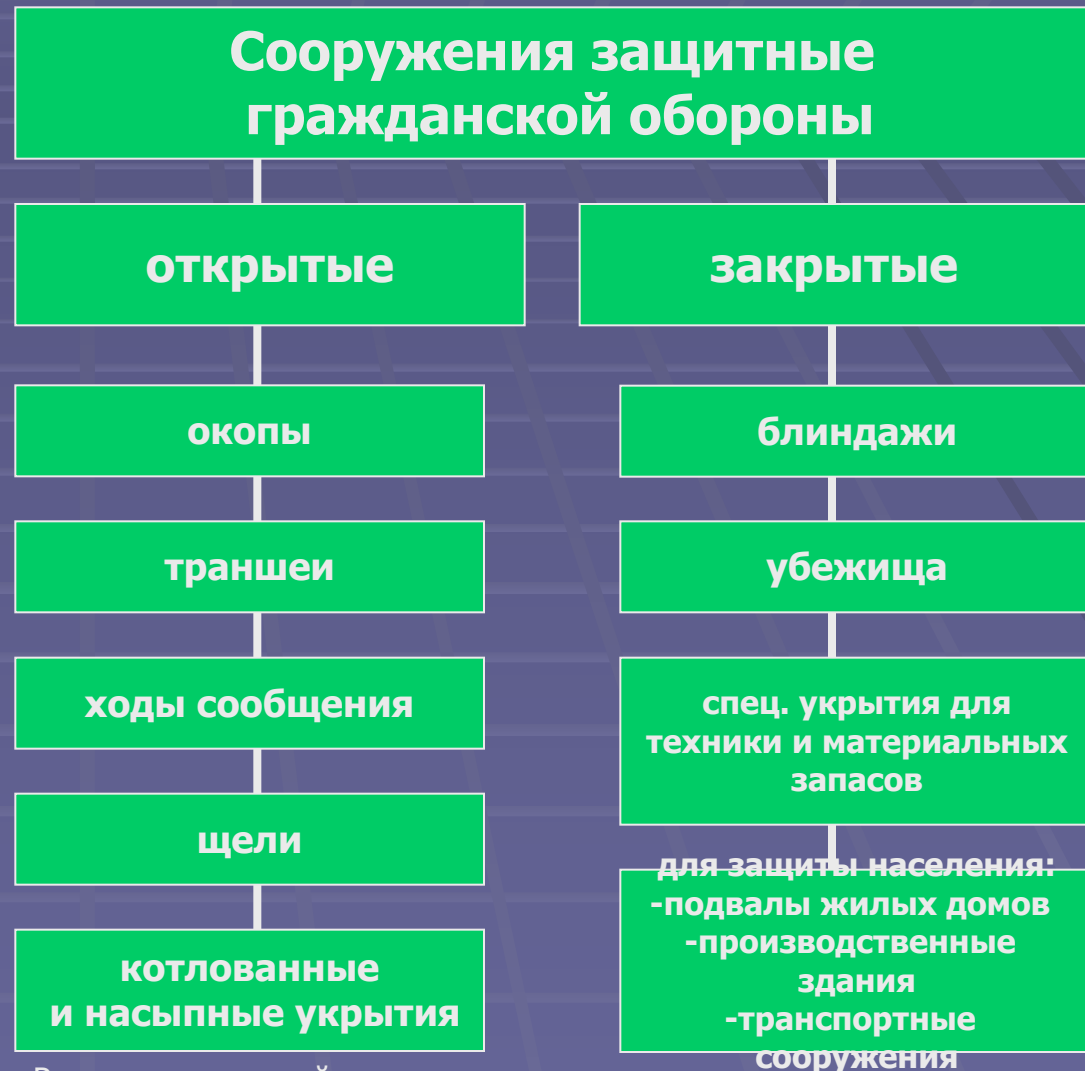 Сооружения защитные
гражданской обороны
открытые
закрытые
окопы
блиндажи
траншеи
убежища
ходы сообщения
спец. укрытия для
техники и материальных
запасов
щели
для защиты населения:
-подвалы жилых домов
-производственные
здания
-транспортные
сооружения
котлованные
и насыпные укрытия